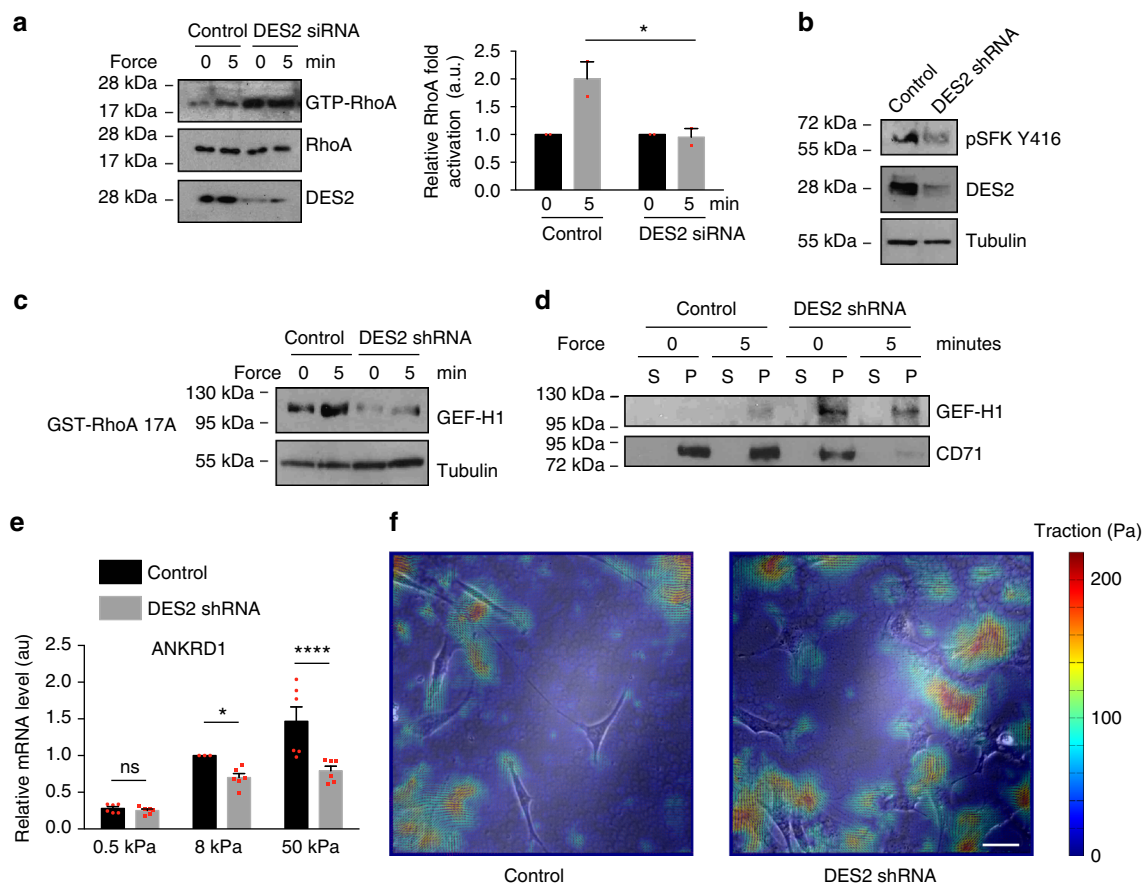 a
Control DES2 siRNA
Force 0 5 0 5 min
28 kDa
17 kDa
GTP-RhoA
28 kDa
17 kDa
RhoA
28 kDa
DES2
Relative RhoA fold
activation (a.u.)
2.5
2.0
1.5
1.0
0.5
0.0
*
0 5 0 5 min
Control DES2 siRNA
b
Control DES2 shRNA
72 kDa
55 kDa
pSFK Y416
28 kDa
DES2
55 kDa
Tubulin
c
Control DES2 shRNA
Force 0 5 0 5 min
130 kDa
95 kDa
GST-RhoA 17A
GEF-H1
55 kDa
Tubulin
d
Control DES2 shRNA
Force 0 5 0 5 minutes
S P S P S P S P
130 kDa
95 kDa
GEF-H1
95 kDa
72 kDa
CD71
e
Control
DES2 shRNA
ANKRD1
Relative mRNA level (au)
2.5
2.0
1.5
1.0
0.5
0.0
ns * ****
0.5 kPa 8 kPa 50 kPa
f
Control DES2 shRNA
Traction (Pa)
200
100
0